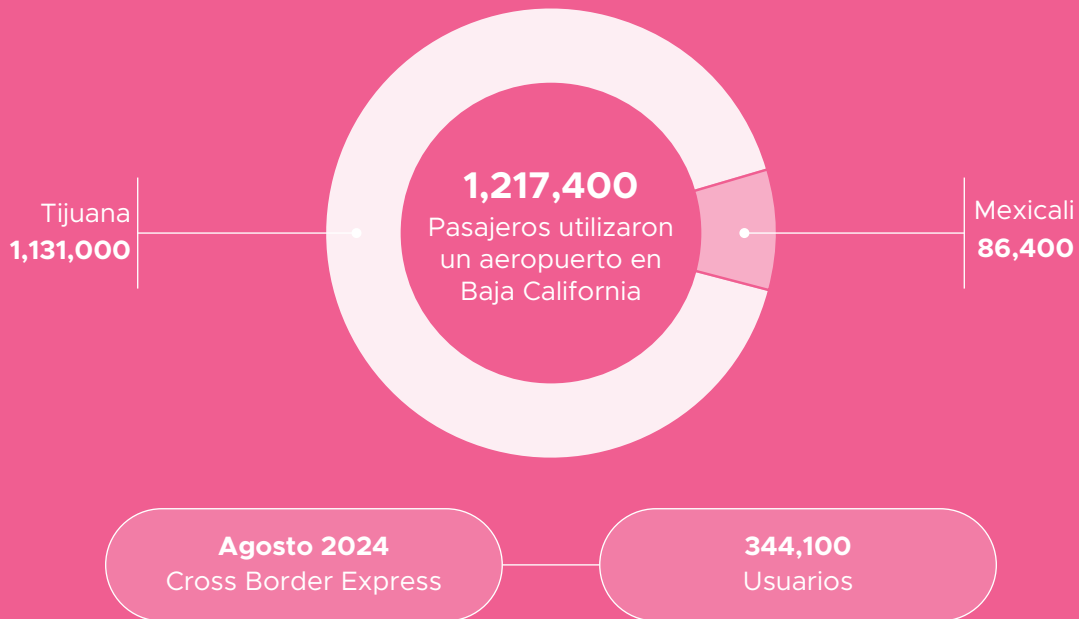 1,217,400
Pasajeros utilizaron
un aeropuerto en
Baja California
Tijuana
1,131,000
Mexicali
86,400
Agosto 2024
Cross Border Express
344,100
Usuarios